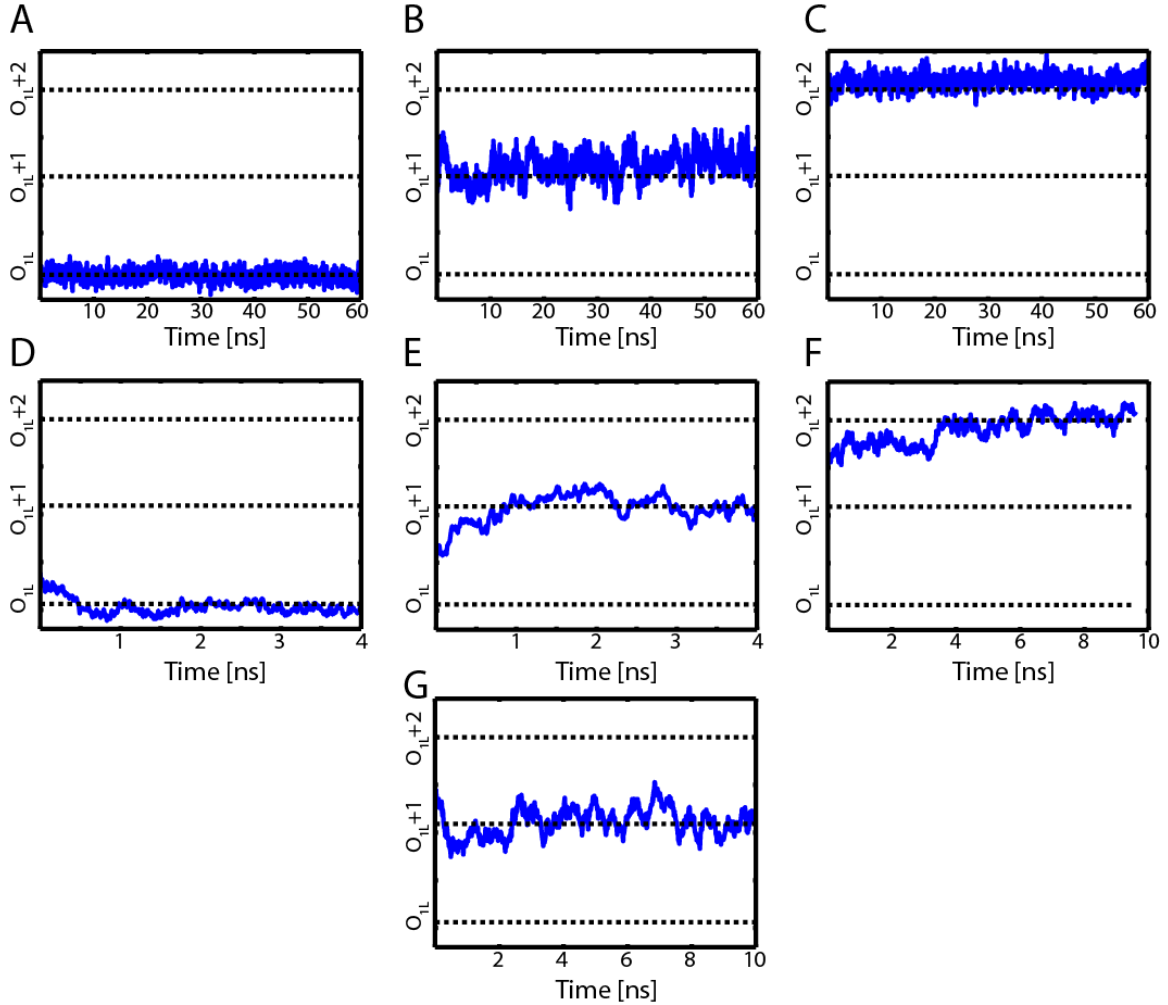 A B C
O1L+2 O1L+2 O1L+2
O1L+1 O1L+1 O1L+1
O1L O1L O1L
10 20 30 40 50 60 10 20 30 40 50 60 10 20 30 40 50 60
Time [ns] Time [ns] Time [ns]
D E F
O1L+2 O1L+2 O1L+2
O1L+1 O1L+1 O1L+1
O1L O1L O1L
1 2 3 4 1 2 3 4 2 4 6 8 10
Time [ns] Time [ns] Time [ns]
G
O1L+2
O1L+1
O1L
2 4 6 8 10
Time [ns]